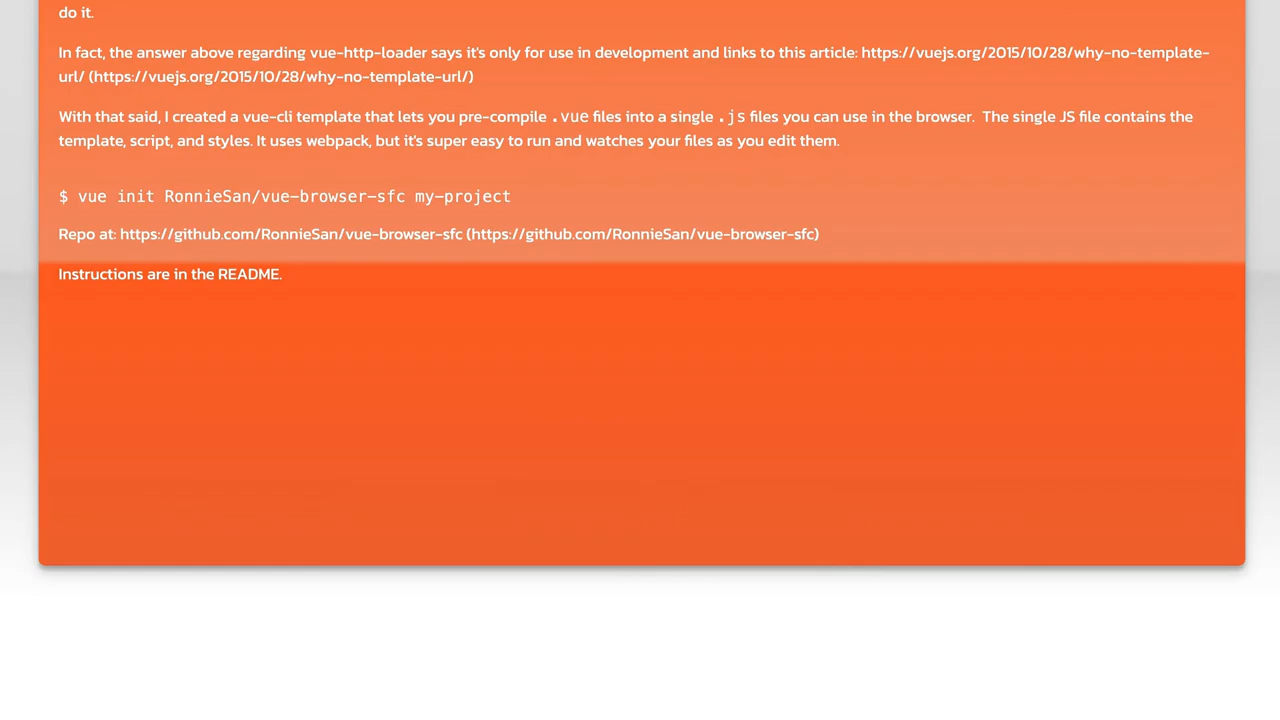 do it.
In fact, the answer above regarding vue-http-loader says it's only for use in development and links to this article: https://vuejs.org/2015/10/28/why-no-template-
url/ (https://vuejs.org/2015/10/28/why-no-template-url/)
With that said, I created a vue-cli template that lets you pre-compile .vue files into a single .js files you can use in the browser.  The single JS file contains the
template, script, and styles. It uses webpack, but it's super easy to run and watches your files as you edit them.
$ vue init RonnieSan/vue-browser-sfc my-project
Repo at: https://github.com/RonnieSan/vue-browser-sfc (https://github.com/RonnieSan/vue-browser-sfc)
Instructions are in the README.